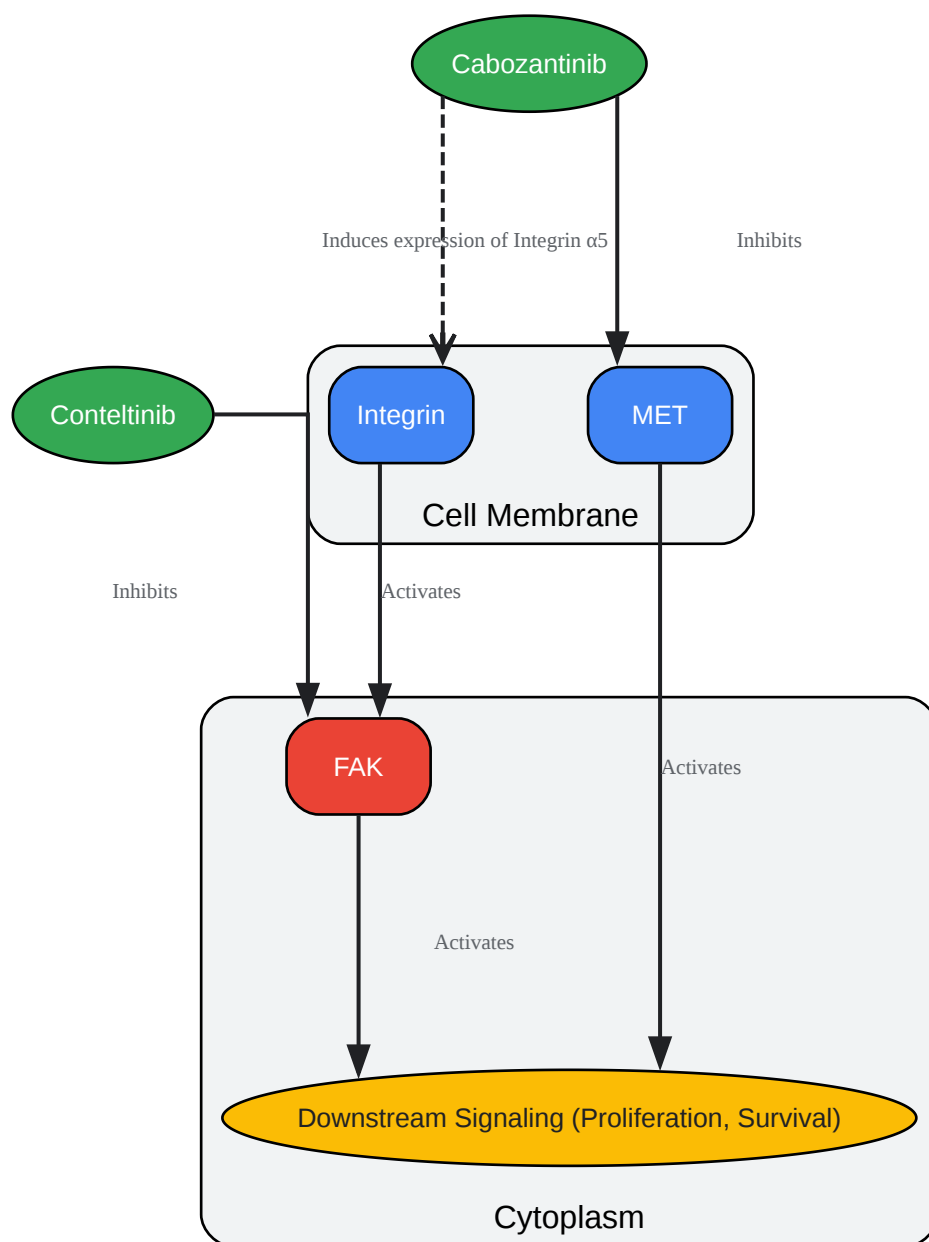 Cabozantinib
Induces expression of Integrin α5
Inhibits
Conteltinib
Integrin
MET
Cell Membrane
Inhibits
Activates
FAK
Activates
Activates
Downstream Signaling (Proliferation, Survival)
Cytoplasm